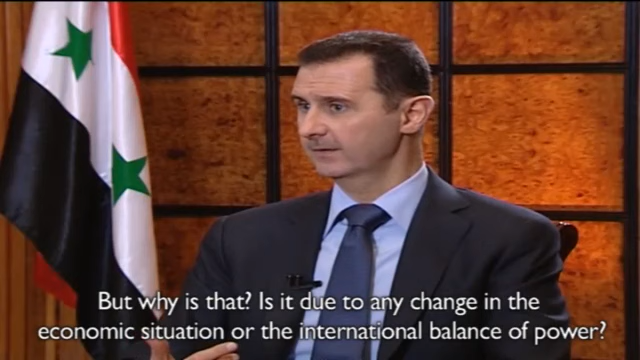 But why is that? Is it due to any change in the
economic situation or the international balance of power?